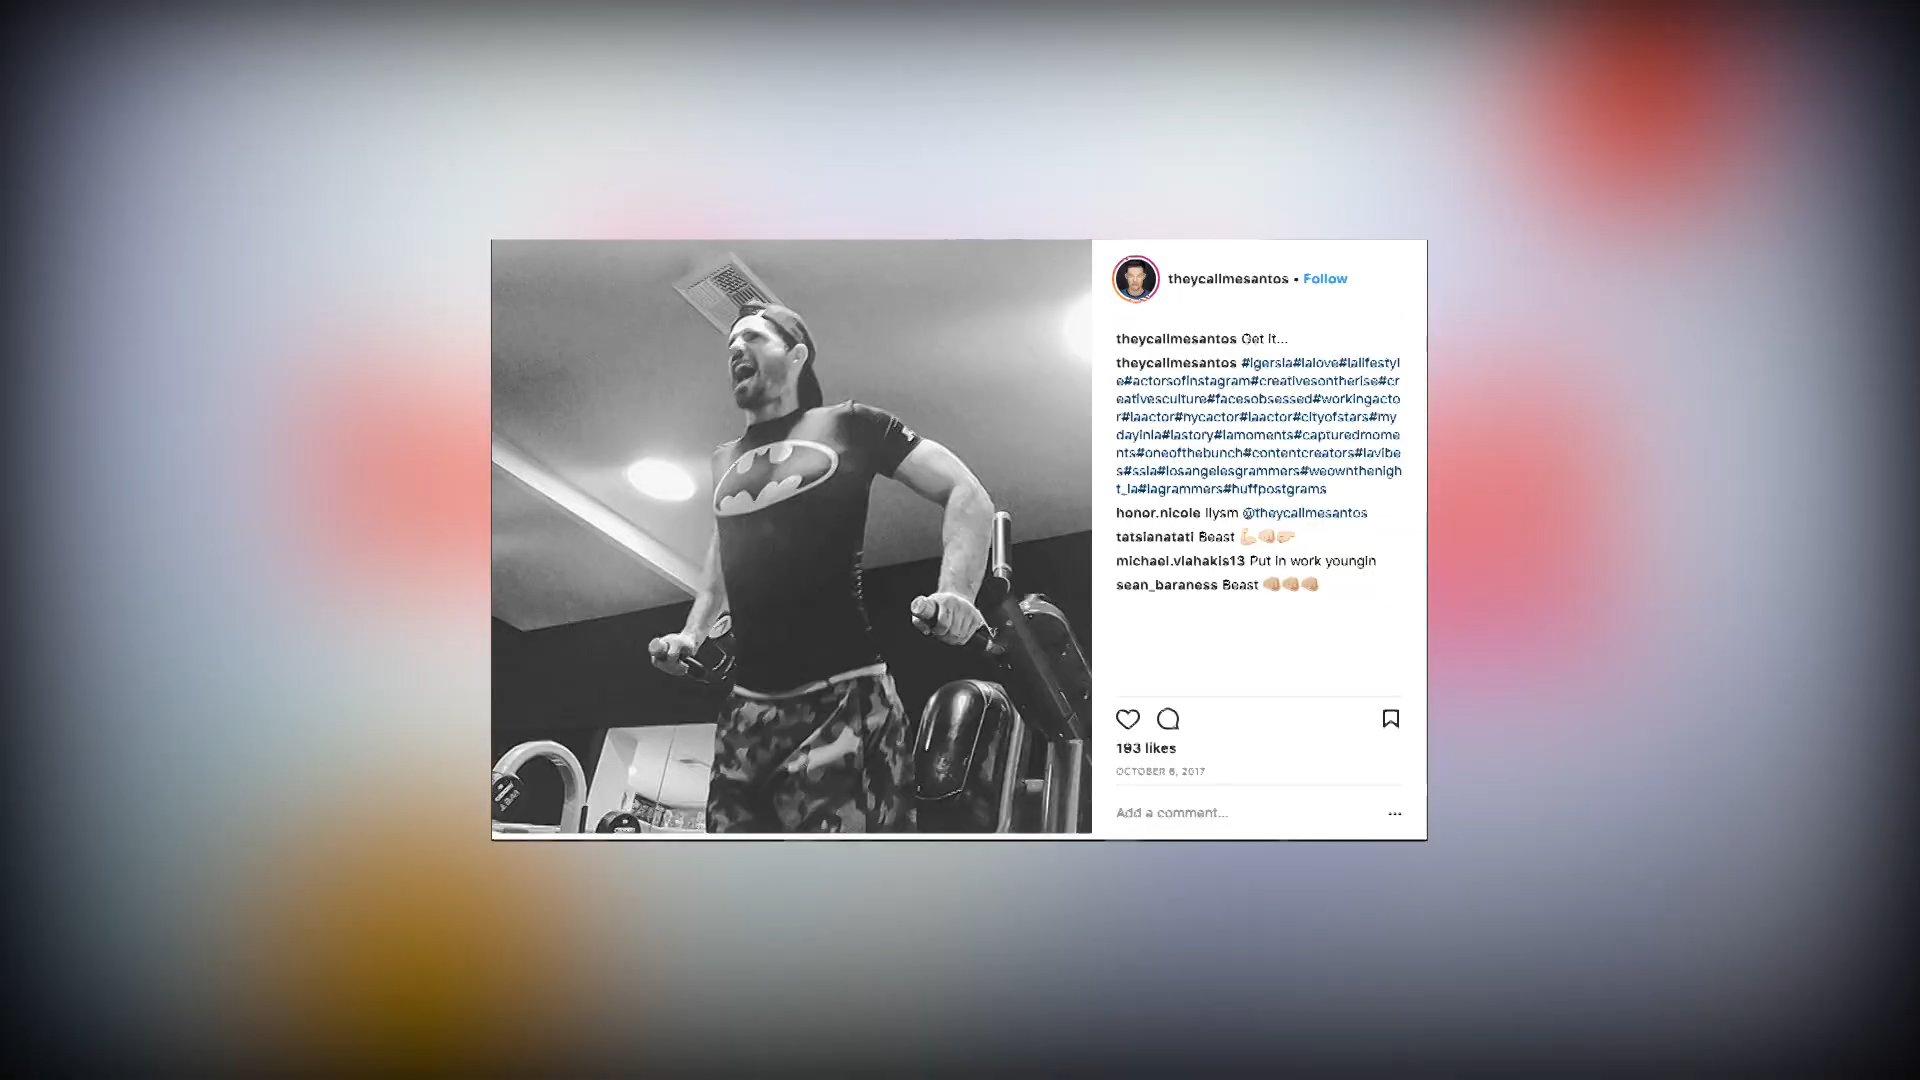 theycallmesantos • Follow
theycallmesantos Get it...
theycallmesantos #igersla#lalove#lalifestyl
e#actorsofinstagram#creativesontherise#cr
eativesculture#facesobsessed#workingacto
r#laactor#nycactor#laactor#cityofstars#my
dayinla#lastory#lamoments#capturedmome
nts#oneofthebunch#contentcreators#lavibe
s#ssla#losangelesgrammers#weownthenigh
t_la#lagrammers#huffpostgrams
honor.nicole Ilysm @theycallmesantos
tatsianatati Beast 💪🏻👊🏻🤛🏻
michael.vlahakis13 Put in work youngin
sean_baraness Beast 👊🏼👊🏼👊🏼
193 likes
OCTOBER 6, 2017
Add a comment...